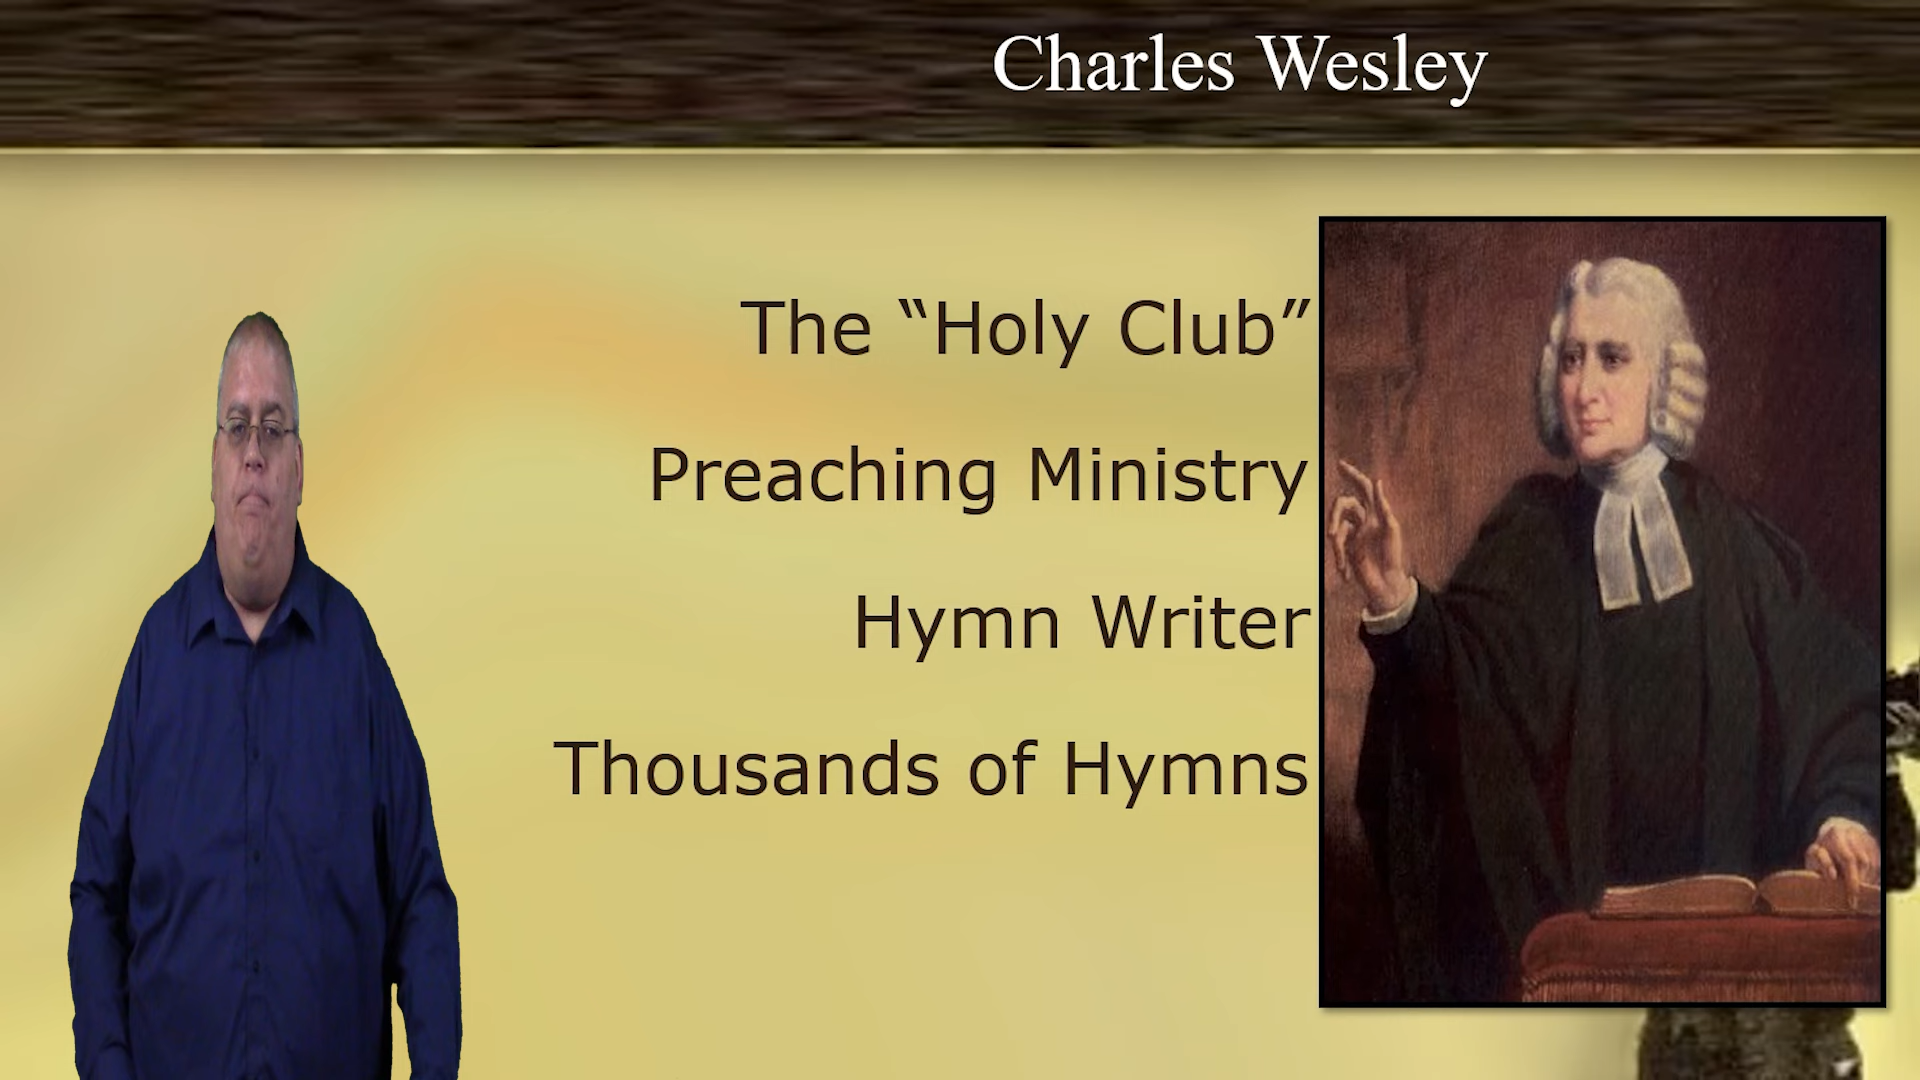 Charles Wesley
The “Holy Club”
Preaching Ministry
Hymn Writer
Thousands of Hymns